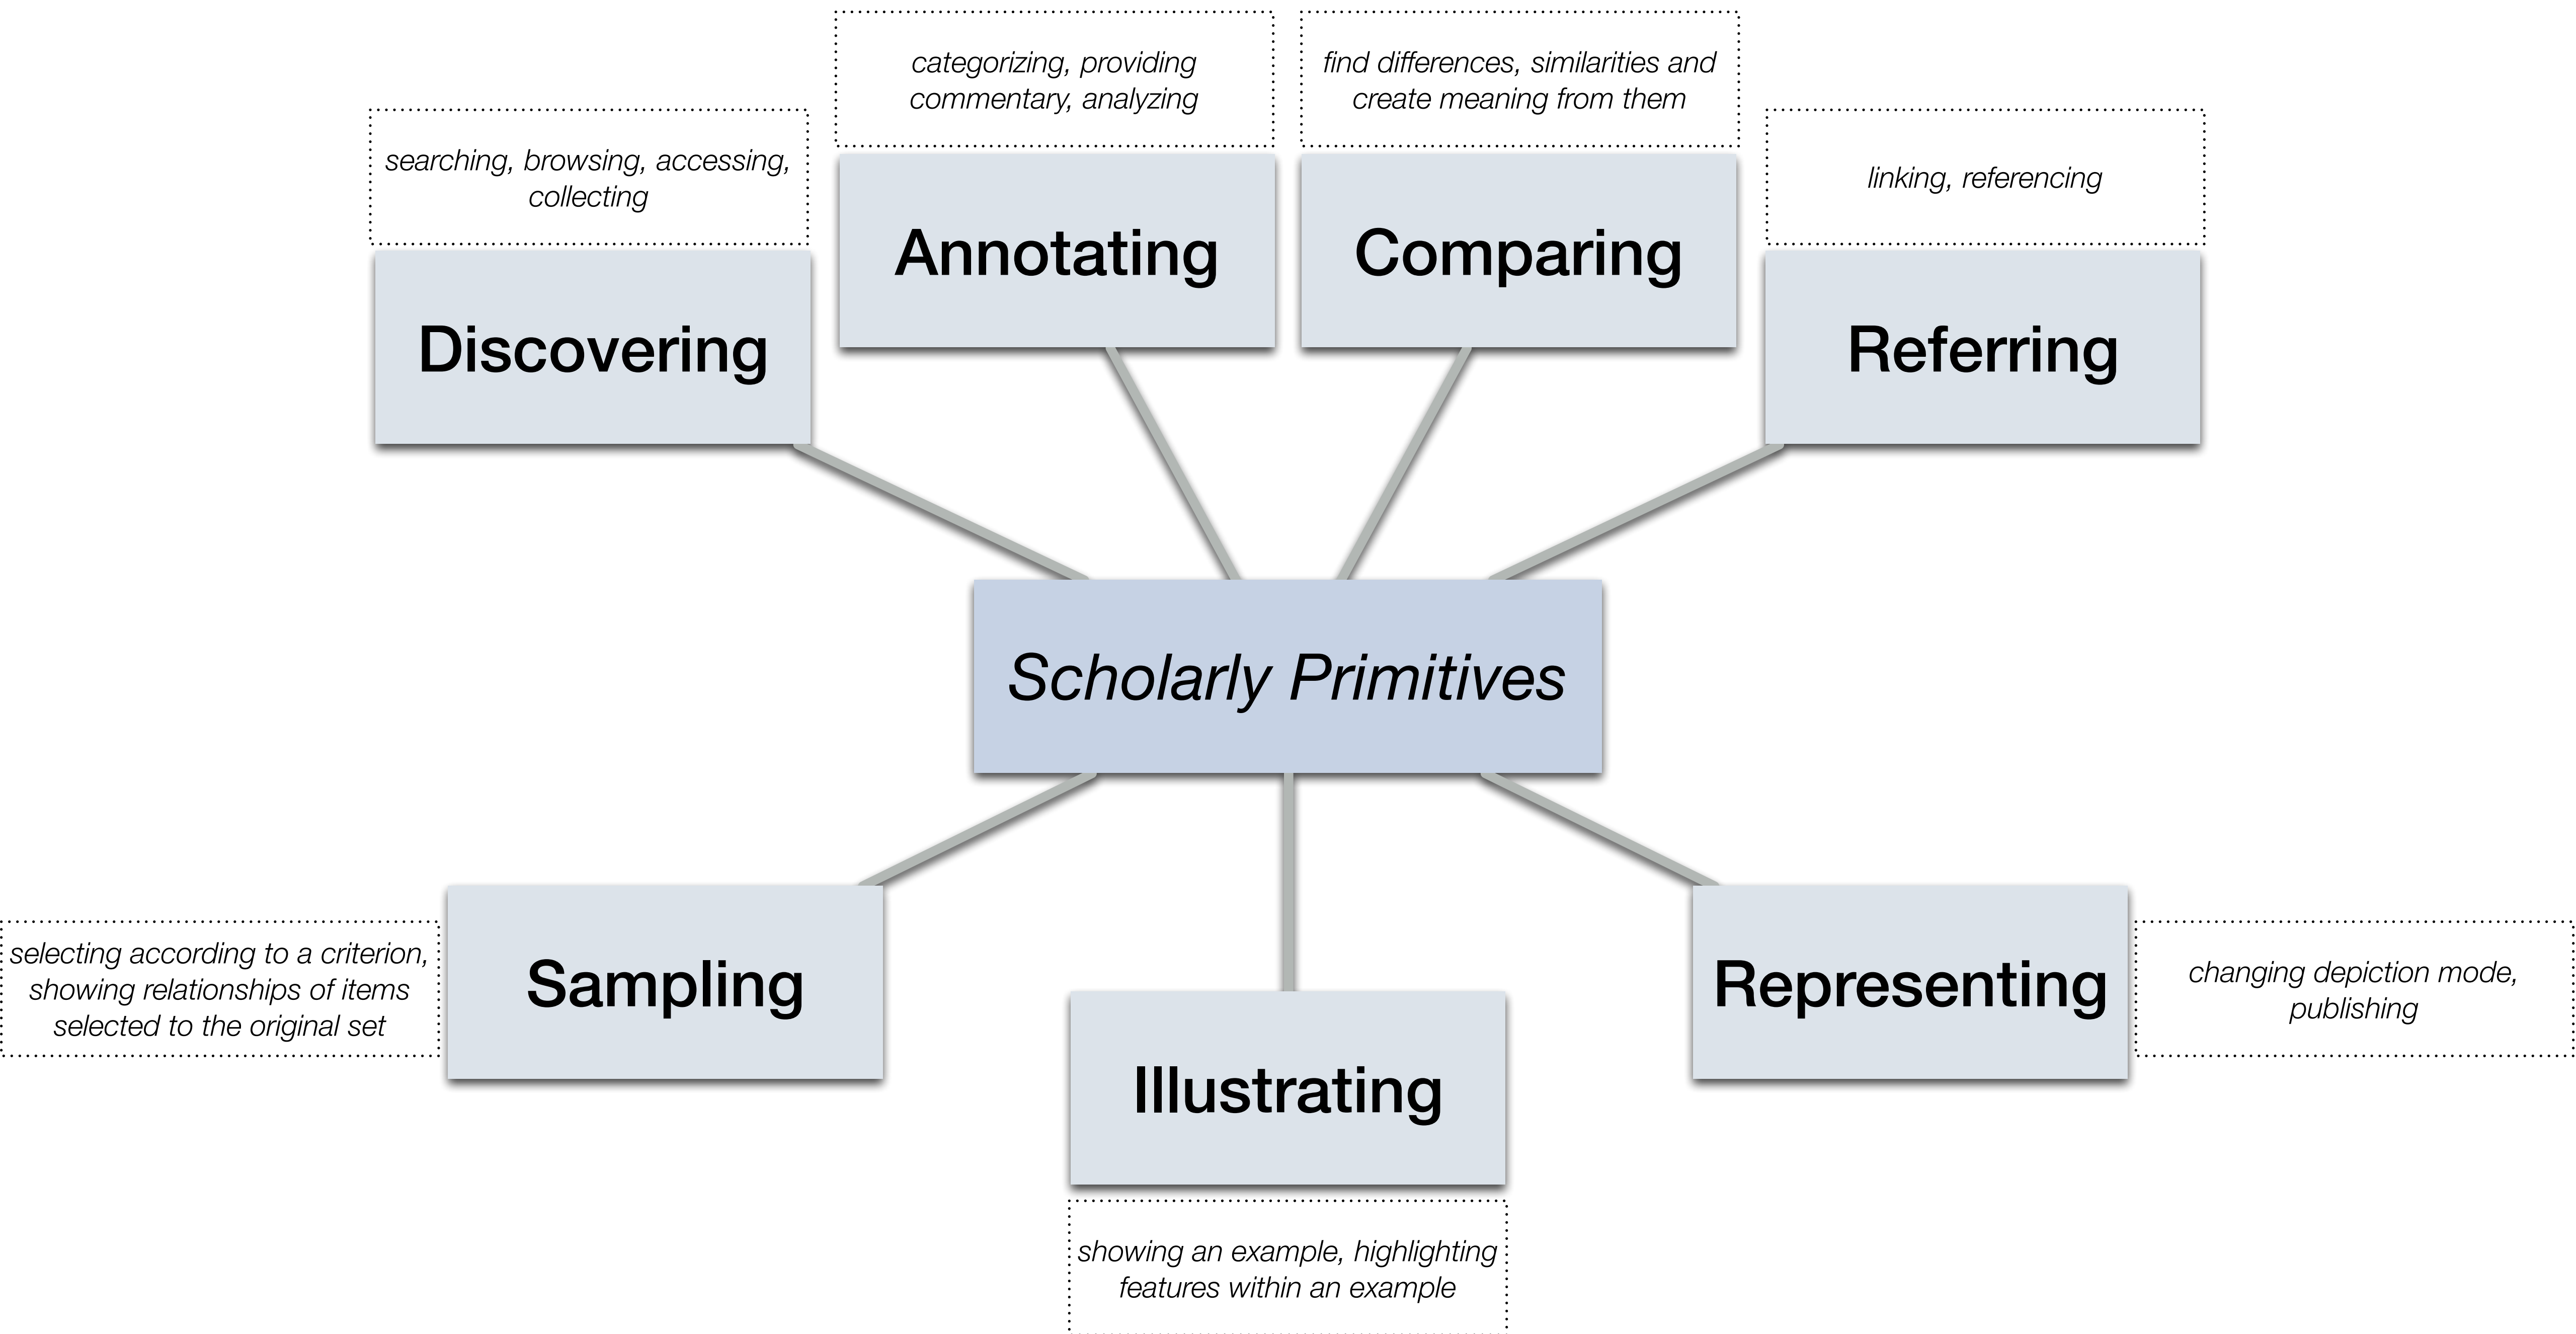 categorizing, providing
commentary, analyzing
find differences, similarities and
create meaning from them
searching, browsing, accessing,
collecting
linking, referencing
Annotating
Comparing
Discovering
Referring
Scholarly Primitives
selecting according to a criterion,
showing relationships of items
selected to the original set
Sampling
Representing
changing depiction mode,
publishing
Illustrating
showing an example, highlighting
features within an example